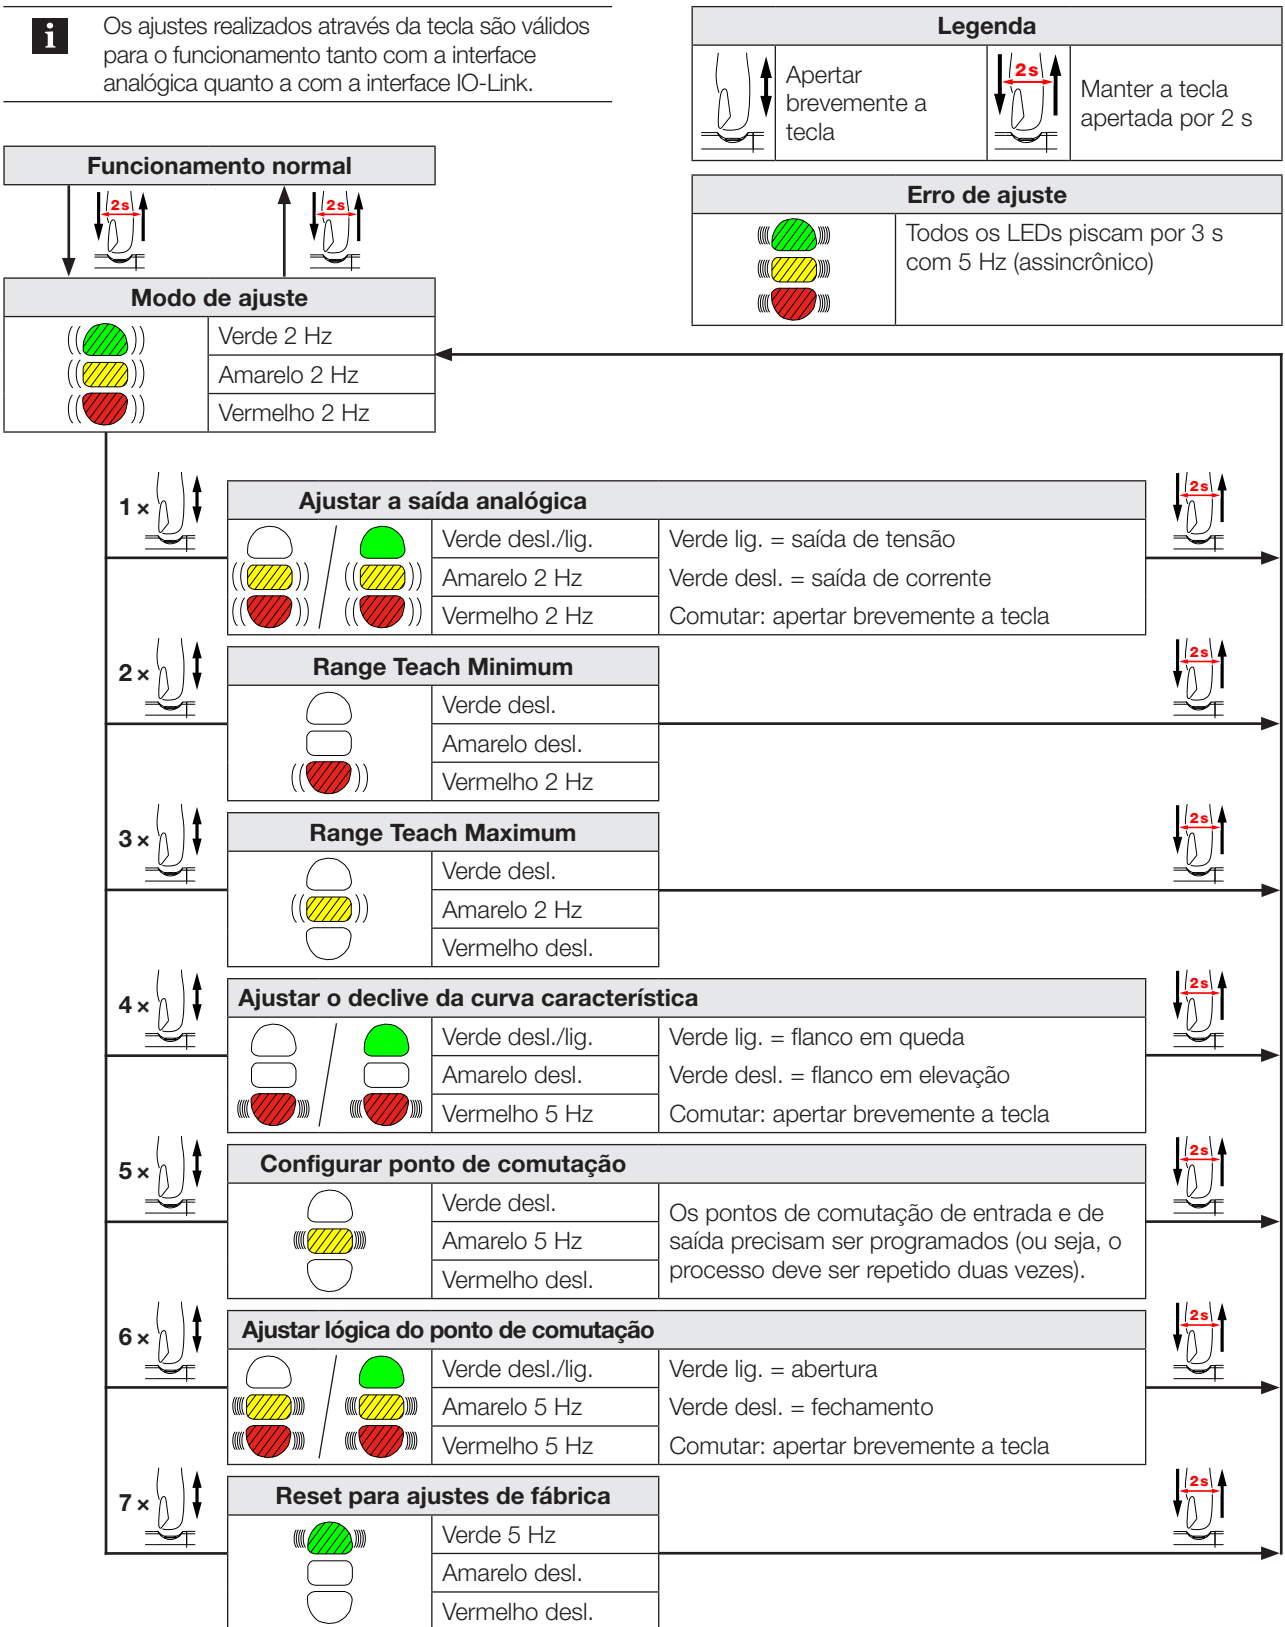 i
Os ajustes realizados através da tecla são válidos
para o funcionamento tanto com a interface
analógica quanto a com a interface IO-Link.
Legenda
Apertar
brevemente a
tecla
2s
Manter a tecla
apertada por 2 s
Funcionamento normal
2s
2s
Erro de ajuste
Todos os LEDs piscam por 3 s
com 5 Hz (assincrônico)
Modo de ajuste
Verde 2 Hz
Amarelo 2 Hz
Vermelho 2 Hz
1 ×
Ajustar a saída analógica
Verde desl./lig.
Amarelo 2 Hz
Vermelho 2 Hz
Verde lig. = saída de tensão
Verde desl. = saída de corrente
Comutar: apertar brevemente a tecla
2s
2 ×
Range Teach Minimum
Verde desl.
Amarelo desl.
Vermelho 2 Hz
2s
3 ×
Range Teach Maximum
Verde desl.
Amarelo 2 Hz
Vermelho desl.
2s
4 ×
Ajustar o declive da curva característica
Verde desl./lig.
Amarelo desl.
Vermelho 5 Hz
Verde lig. = flanco em queda
Verde desl. = flanco em elevação
Comutar: apertar brevemente a tecla
2s
5 ×
Configurar ponto de comutação
Verde desl.
Amarelo 5 Hz
Vermelho desl.
Os pontos de comutação de entrada e de
saída precisam ser programados (ou seja, o
processo deve ser repetido duas vezes).
2s
6 ×
Ajustar lógica do ponto de comutação
Verde desl./lig.
Amarelo 5 Hz
Vermelho 5 Hz
Verde lig. = abertura
Verde desl. = fechamento
Comutar: apertar brevemente a tecla
2s
7 ×
Reset para ajustes de fábrica
Verde 5 Hz
Amarelo desl.
Vermelho desl.
2s